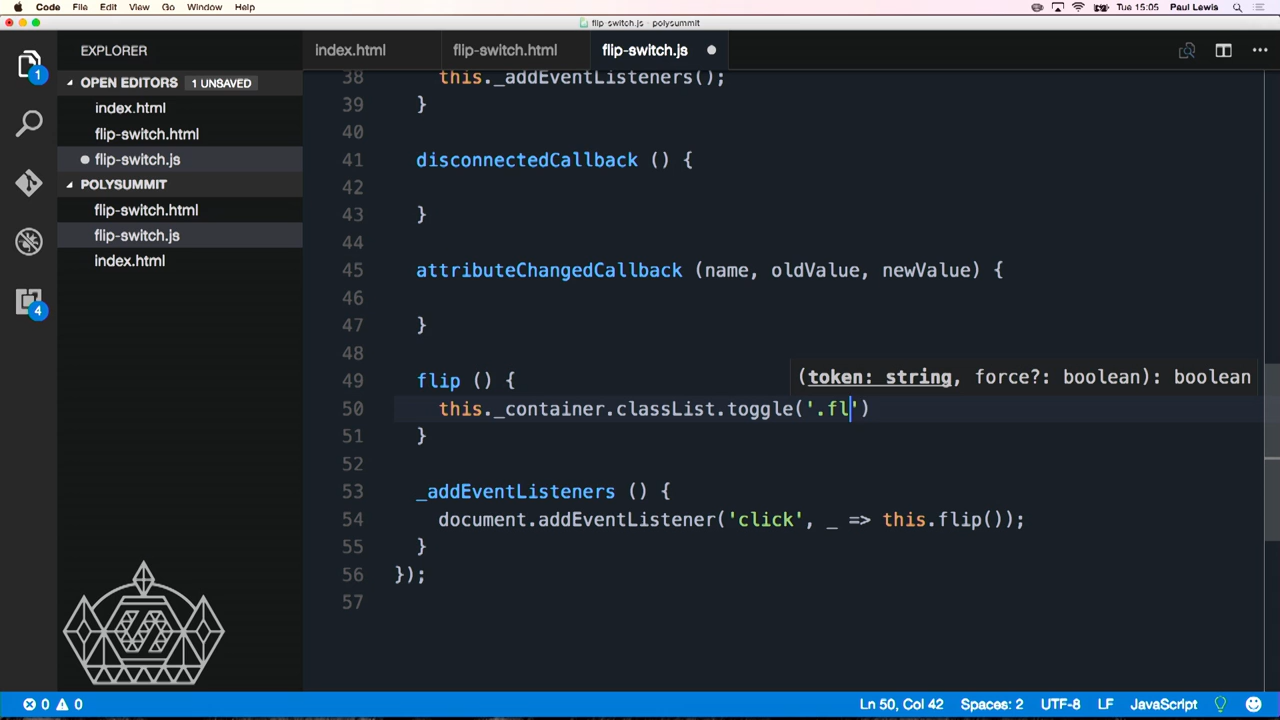 Code File Edit View Go Window Help Tue 15:05 Paul Lewis
flip-switch.js — polysummit
EXPLORER
index.html flip-switch.html flip-switch.js
1
OPEN EDITORS 1 UNSAVED
index.html
flip-switch.html
flip-switch.js
POLYSUMMIT
flip-switch.html
flip-switch.js
index.html
4
38 this._addEventListeners();
39 }
40
41 disconnectedCallback () {
42
43 }
44
45 attributeChangedCallback (name, oldValue, newValue) {
46
47 }
48
49 flip () {
(token: string, force?: boolean): boolean
50 this._container.classList.toggle('.fl')
51 }
52
53 _addEventListeners () {
54 document.addEventListener('click', _ => this.flip());
55 }
56 });
57
0 0 Ln 50, Col 42 Spaces: 2 UTF-8 LF JavaScript